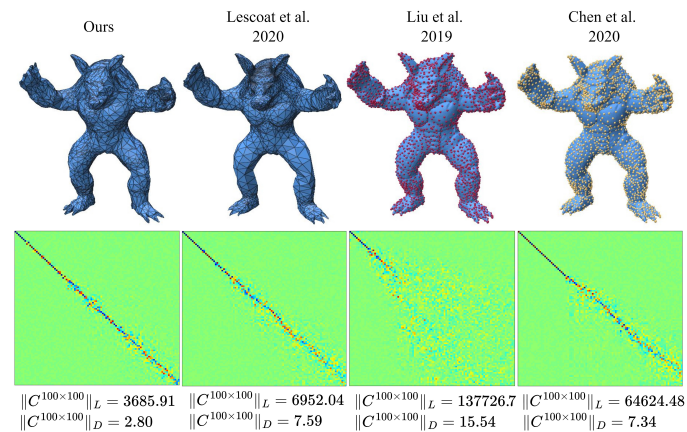 Ours
Lescoat et al.
2020
Liu et al.
2019
Chen et al.
2020
‖C^{100×100}‖_L = 3685.91
‖C^{100×100}‖_D = 2.80
‖C^{100×100}‖_L = 6952.04
‖C^{100×100}‖_D = 7.59
‖C^{100×100}‖_L = 137726.7
‖C^{100×100}‖_D = 15.54
‖C^{100×100}‖_L = 64624.48
‖C^{100×100}‖_D = 7.34